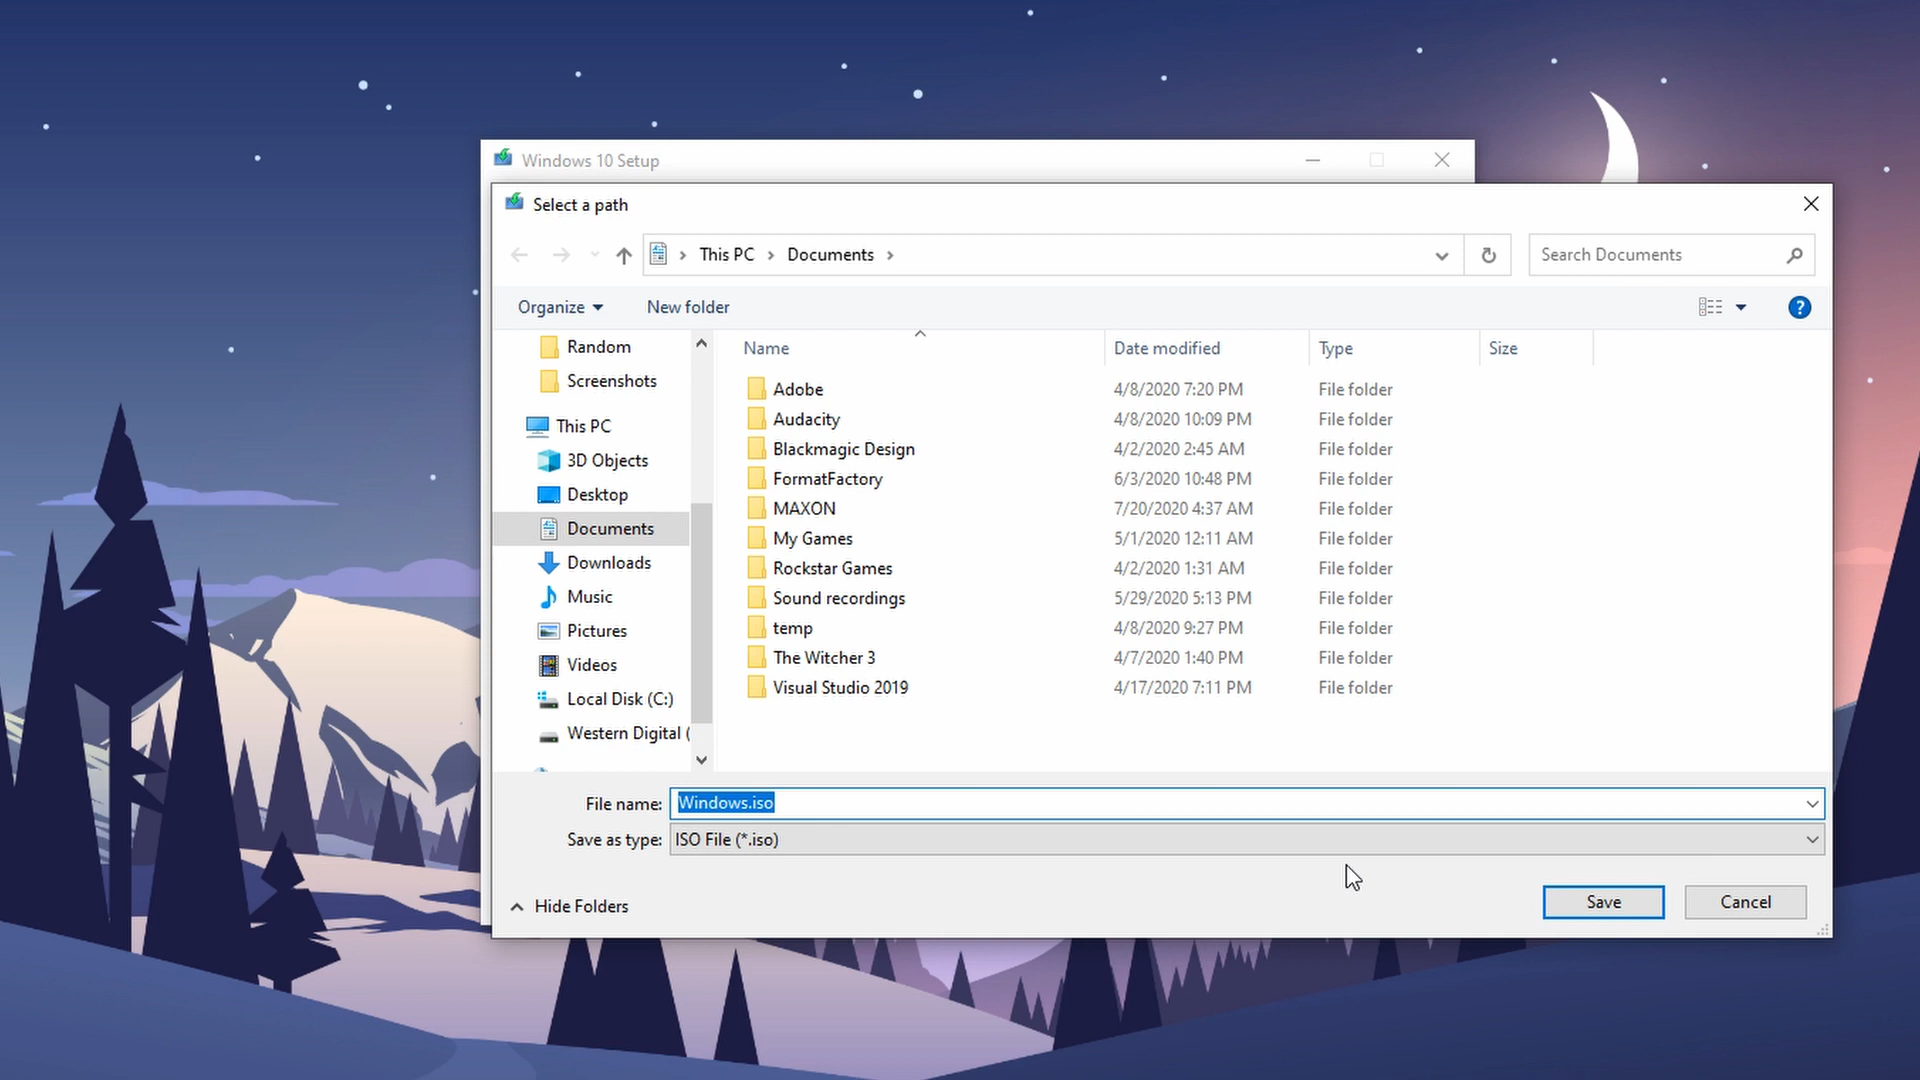 Windows 10 Setup
Select a path
This PC Documents
Search Documents
Organize New folder
?
Random
Screenshots
This PC
3D Objects
Desktop
Documents
Downloads
Music
Pictures
Videos
Local Disk (C:)
Western Digital (
Name Date modified Type Size
Adobe 4/8/2020 7:20 PM File folder
Audacity 4/8/2020 10:09 PM File folder
Blackmagic Design 4/2/2020 2:45 AM File folder
FormatFactory 6/3/2020 10:48 PM File folder
MAXON 7/20/2020 4:37 AM File folder
My Games 5/1/2020 12:11 AM File folder
Rockstar Games 4/2/2020 1:31 AM File folder
Sound recordings 5/29/2020 5:13 PM File folder
temp 4/8/2020 9:27 PM File folder
The Witcher 3 4/7/2020 1:40 PM File folder
Visual Studio 2019 4/17/2020 7:11 PM File folder
File name: Windows.iso
Save as type: ISO File (*.iso)
Hide Folders
Save Cancel